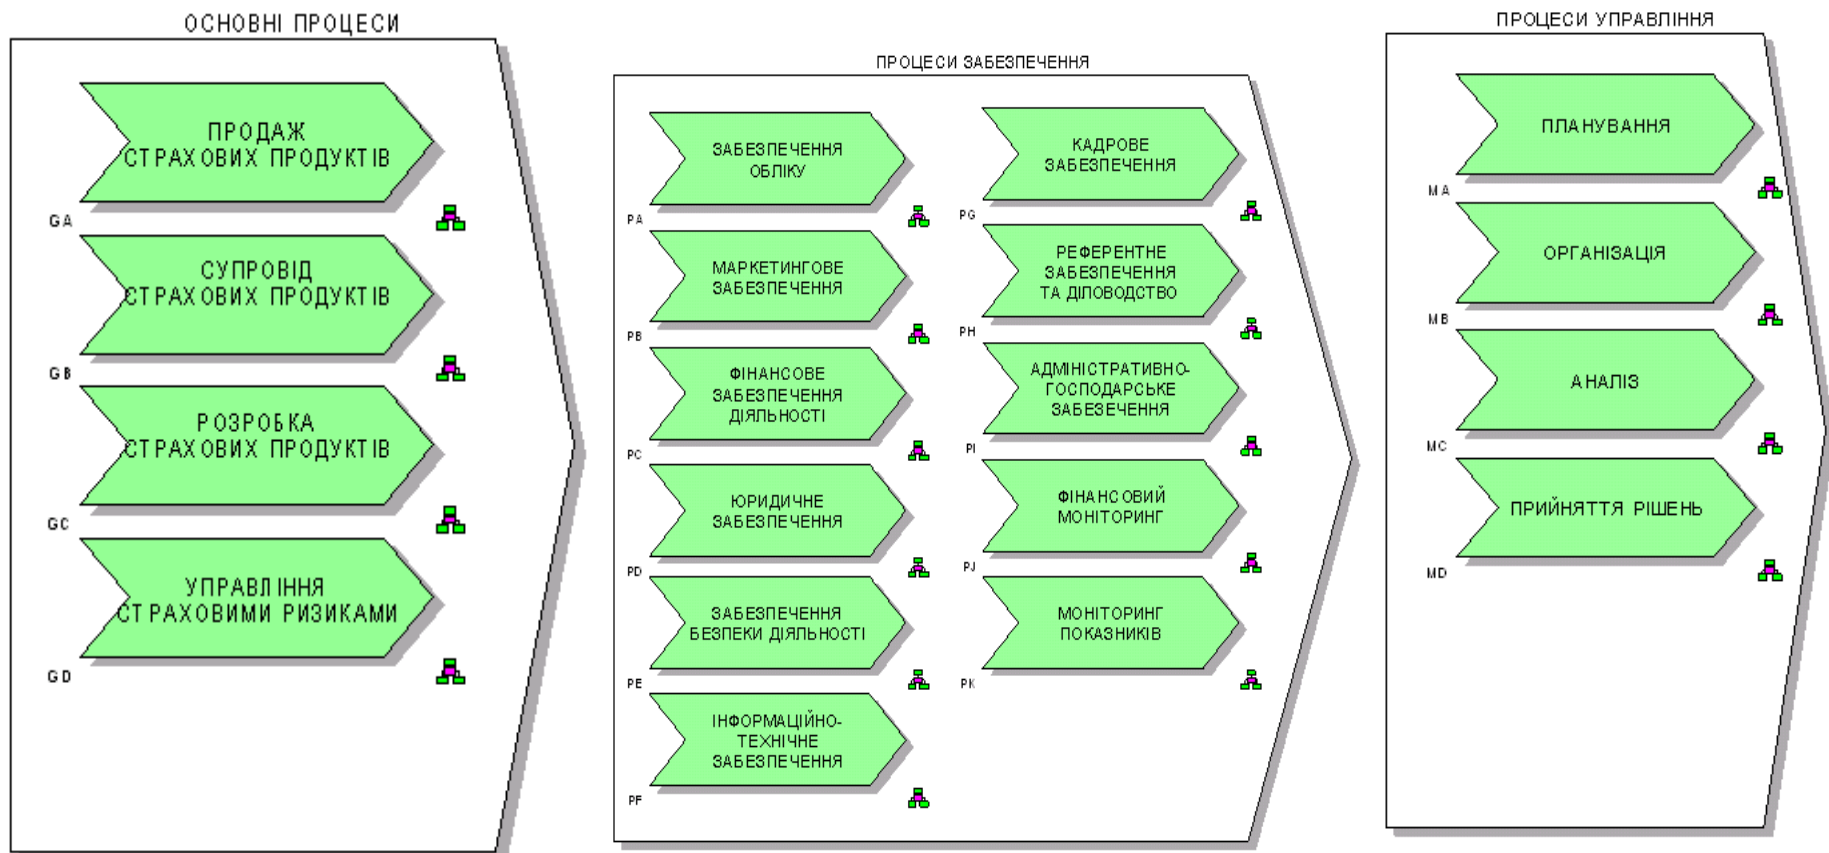 ОСНОВНІ ПРОЦЕСИ
ПРОДАЖ
СТРАХОВИХ ПРОДУКТІВ
GA
СУПРОВІД
СТРАХОВИХ ПРОДУКТІВ
GB
РОЗРОБКА
СТРАХОВИХ ПРОДУКТІВ
GC
УПРАВЛІННЯ
СТРАХОВИМИ РИЗИКАМИ
GD
ПРОЦЕСИ ЗАБЕЗПЕЧЕННЯ
ЗАБЕЗПЕЧЕННЯ
ОБЛІКУ
PA
МАРКЕТИНГОВЕ
ЗАБЕЗПЕЧЕННЯ
PB
ФІНАНСОВЕ
ЗАБЕЗПЕЧЕННЯ
ДІЯЛЬНОСТІ
PC
ЮРИДИЧНЕ
ЗАБЕЗПЕЧЕННЯ
PD
ЗАБЕЗПЕЧЕННЯ
БЕЗПЕКИ ДІЯЛЬНОСТІ
PE
ІНФОРМАЦІЙНО-
ТЕХНІЧНЕ
ЗАБЕЗПЕЧЕННЯ
PF
КАДРОВЕ
ЗАБЕЗПЕЧЕННЯ
PG
РЕФЕРЕНТНЕ
ЗАБЕЗПЕЧЕННЯ
ТА ДІЛОВОДСТВО
PH
АДМІНІСТРАТИВНО-
ГОСПОДАРСЬКЕ
ЗАБЕЗЕЧЕННЯ
PI
ФІНАНСОВИЙ
МОНІТОРИНГ
PJ
МОНІТОРИНГ
ПОКАЗНИКІВ
PK
ПРОЦЕСИ УПРАВЛІННЯ
ПЛАНУВАННЯ
MA
ОРГАНІЗАЦІЯ
MB
АНАЛІЗ
MC
ПРИЙНЯТТЯ РІШЕНЬ
MD